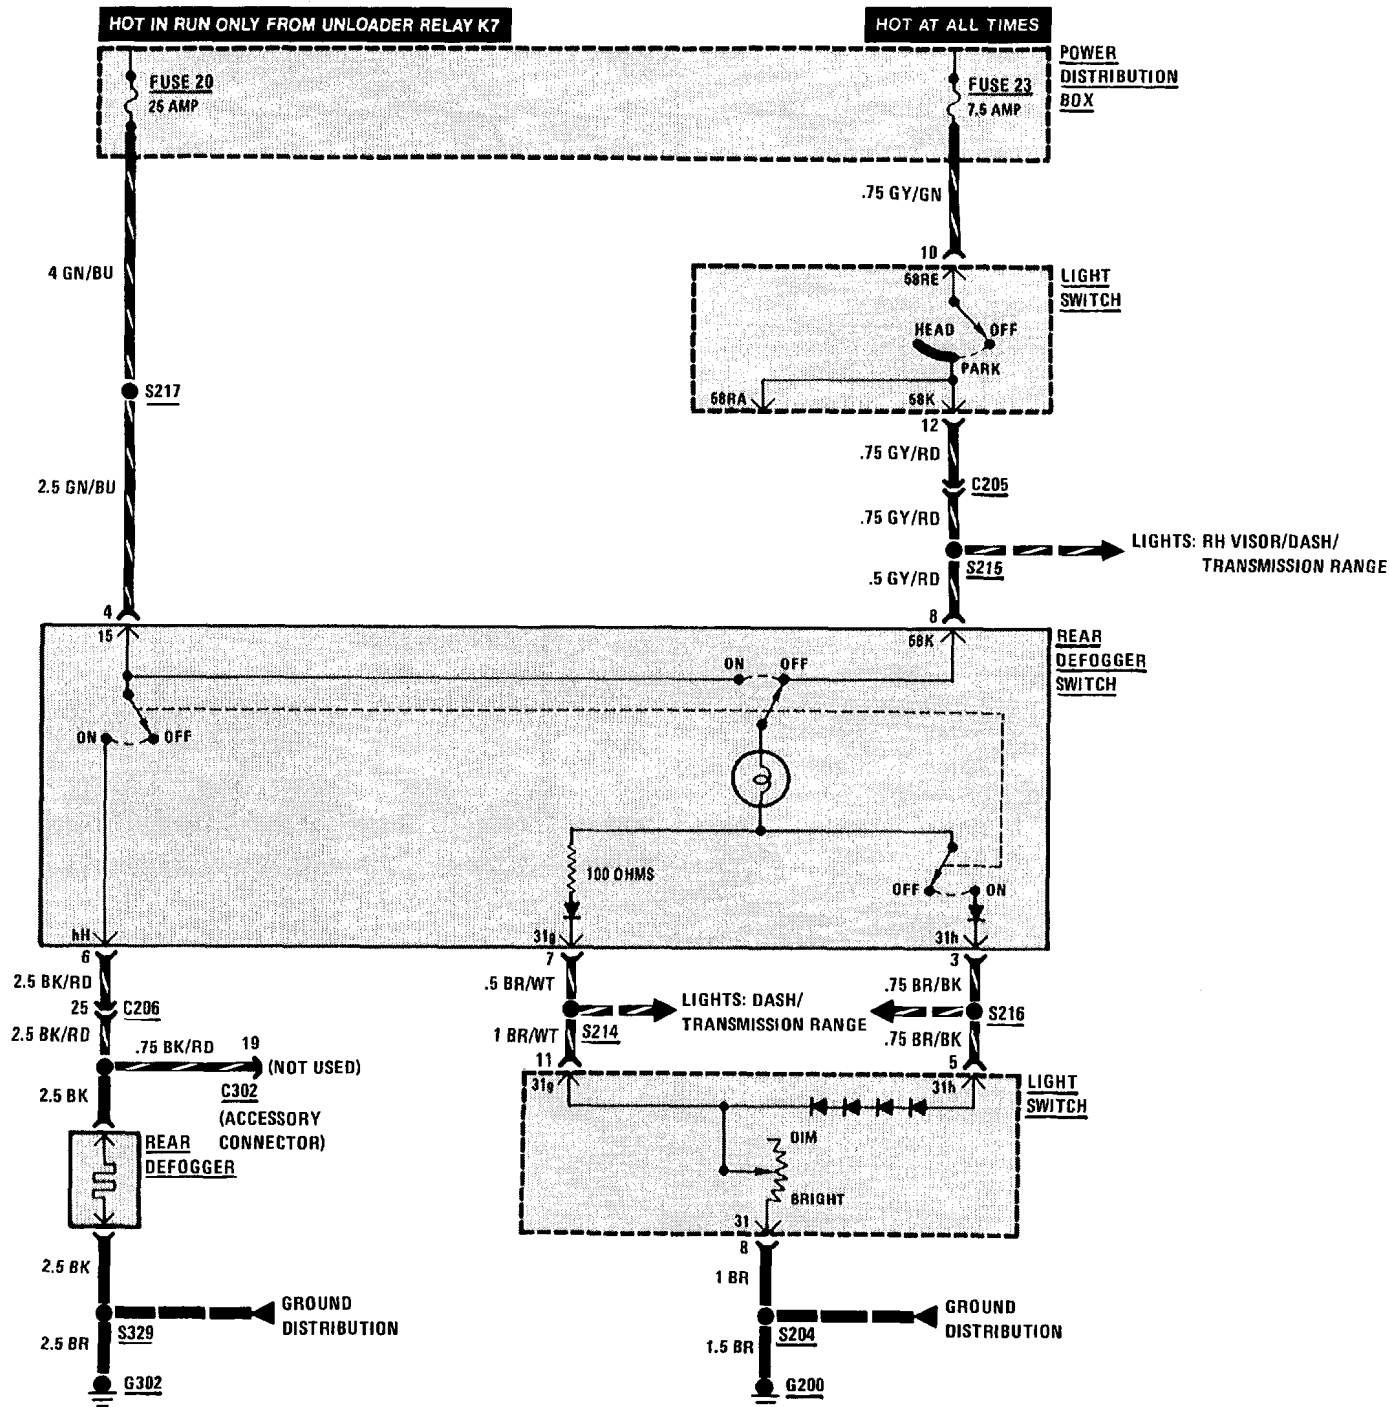 HOT IN RUN ONLY FROM UNLOADER RELAY K7
HOT AT ALL TIMES
POWER
DISTRIBUTION
BOX
FUSE 20
25 AMP
FUSE 23
7.5 AMP
.75 GY/GN
10
4 GN/BU
58RE
LIGHT
SWITCH
HEAD
OFF
PARK
S217
58RA
58K
12
.75 GY/RD
2.5 GN/BU
C205
.75 GY/RD
LIGHTS: RH VISOR/DASH/
TRANSMISSION RANGE
S215
.5 GY/RD
4
8
15
58K
REAR
DEFOGGER
SWITCH
ON
OFF
ON
OFF
100 OHMS
OFF
ON
hH
31g
31h
6
7
3
2.5 BK/RD
.5 BR/WT
.75 BR/BK
25
C206
LIGHTS: DASH/
TRANSMISSION RANGE
S216
2.5 BK/RD
.75 BK/RD
19
(NOT USED)
1 BR/WT
S214
.75 BR/BK
11
5
2.5 BK
C302
(ACCESSORY
CONNECTOR)
31g
31h
LIGHT
SWITCH
REAR
DEFOGGER
DIM
BRIGHT
31
8
2.5 BK
1 BR
GROUND
DISTRIBUTION
GROUND
DISTRIBUTION
S329
S204
2.5 BR
1.5 BR
G302
G200